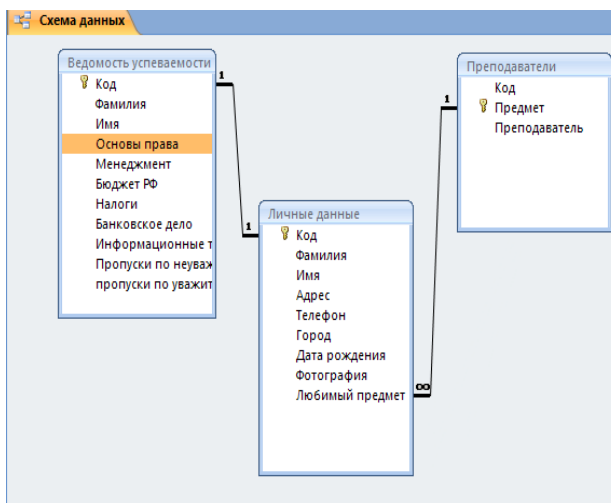 Схема данных
Ведомость успеваемости
Код
Фамилия
Имя
Основы права
Менеджмент
Бюджет РФ
Налоги
Банковское дело
Информационные т
Пропуски по неуваж
пропуски по уважит
1
1
Личные данные
Код
Фамилия
Имя
Адрес
Телефон
Город
Дата рождения
Фотография
Любимый предмет
1
∞
Преподаватели
Код
Предмет
Преподаватель